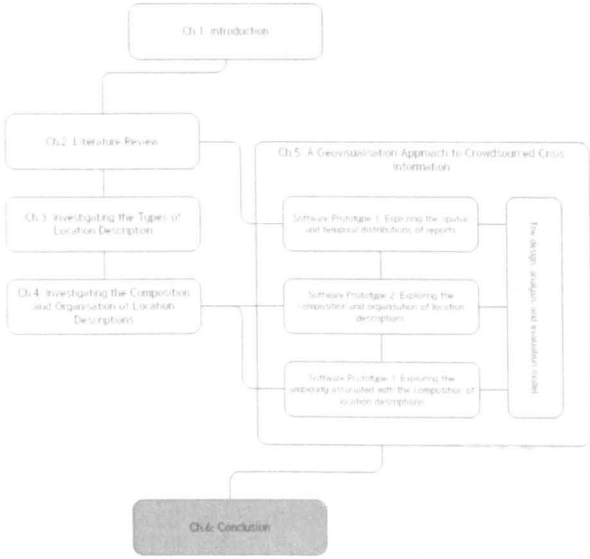 Ch.1: Introduction
Ch.2: Literature Review
Ch.5: A Geovisualisation Approach to Crowdsourced Crisis
Information
Ch.3: Investigating the Types of
Location Description
Software Prototype 1: Exploring the spatial
and temporal distributions of reports
Ch.4: Investigating the Composition
and Organisation of Location
Descriptions
Software Prototype 2: Exploring the
composition and organisation of location
descriptions
Software Prototype 3: Exploring the
ambiguity associated with the composition of
location descriptions
The design, analysis and evaluation model
Ch.6: Conclusion